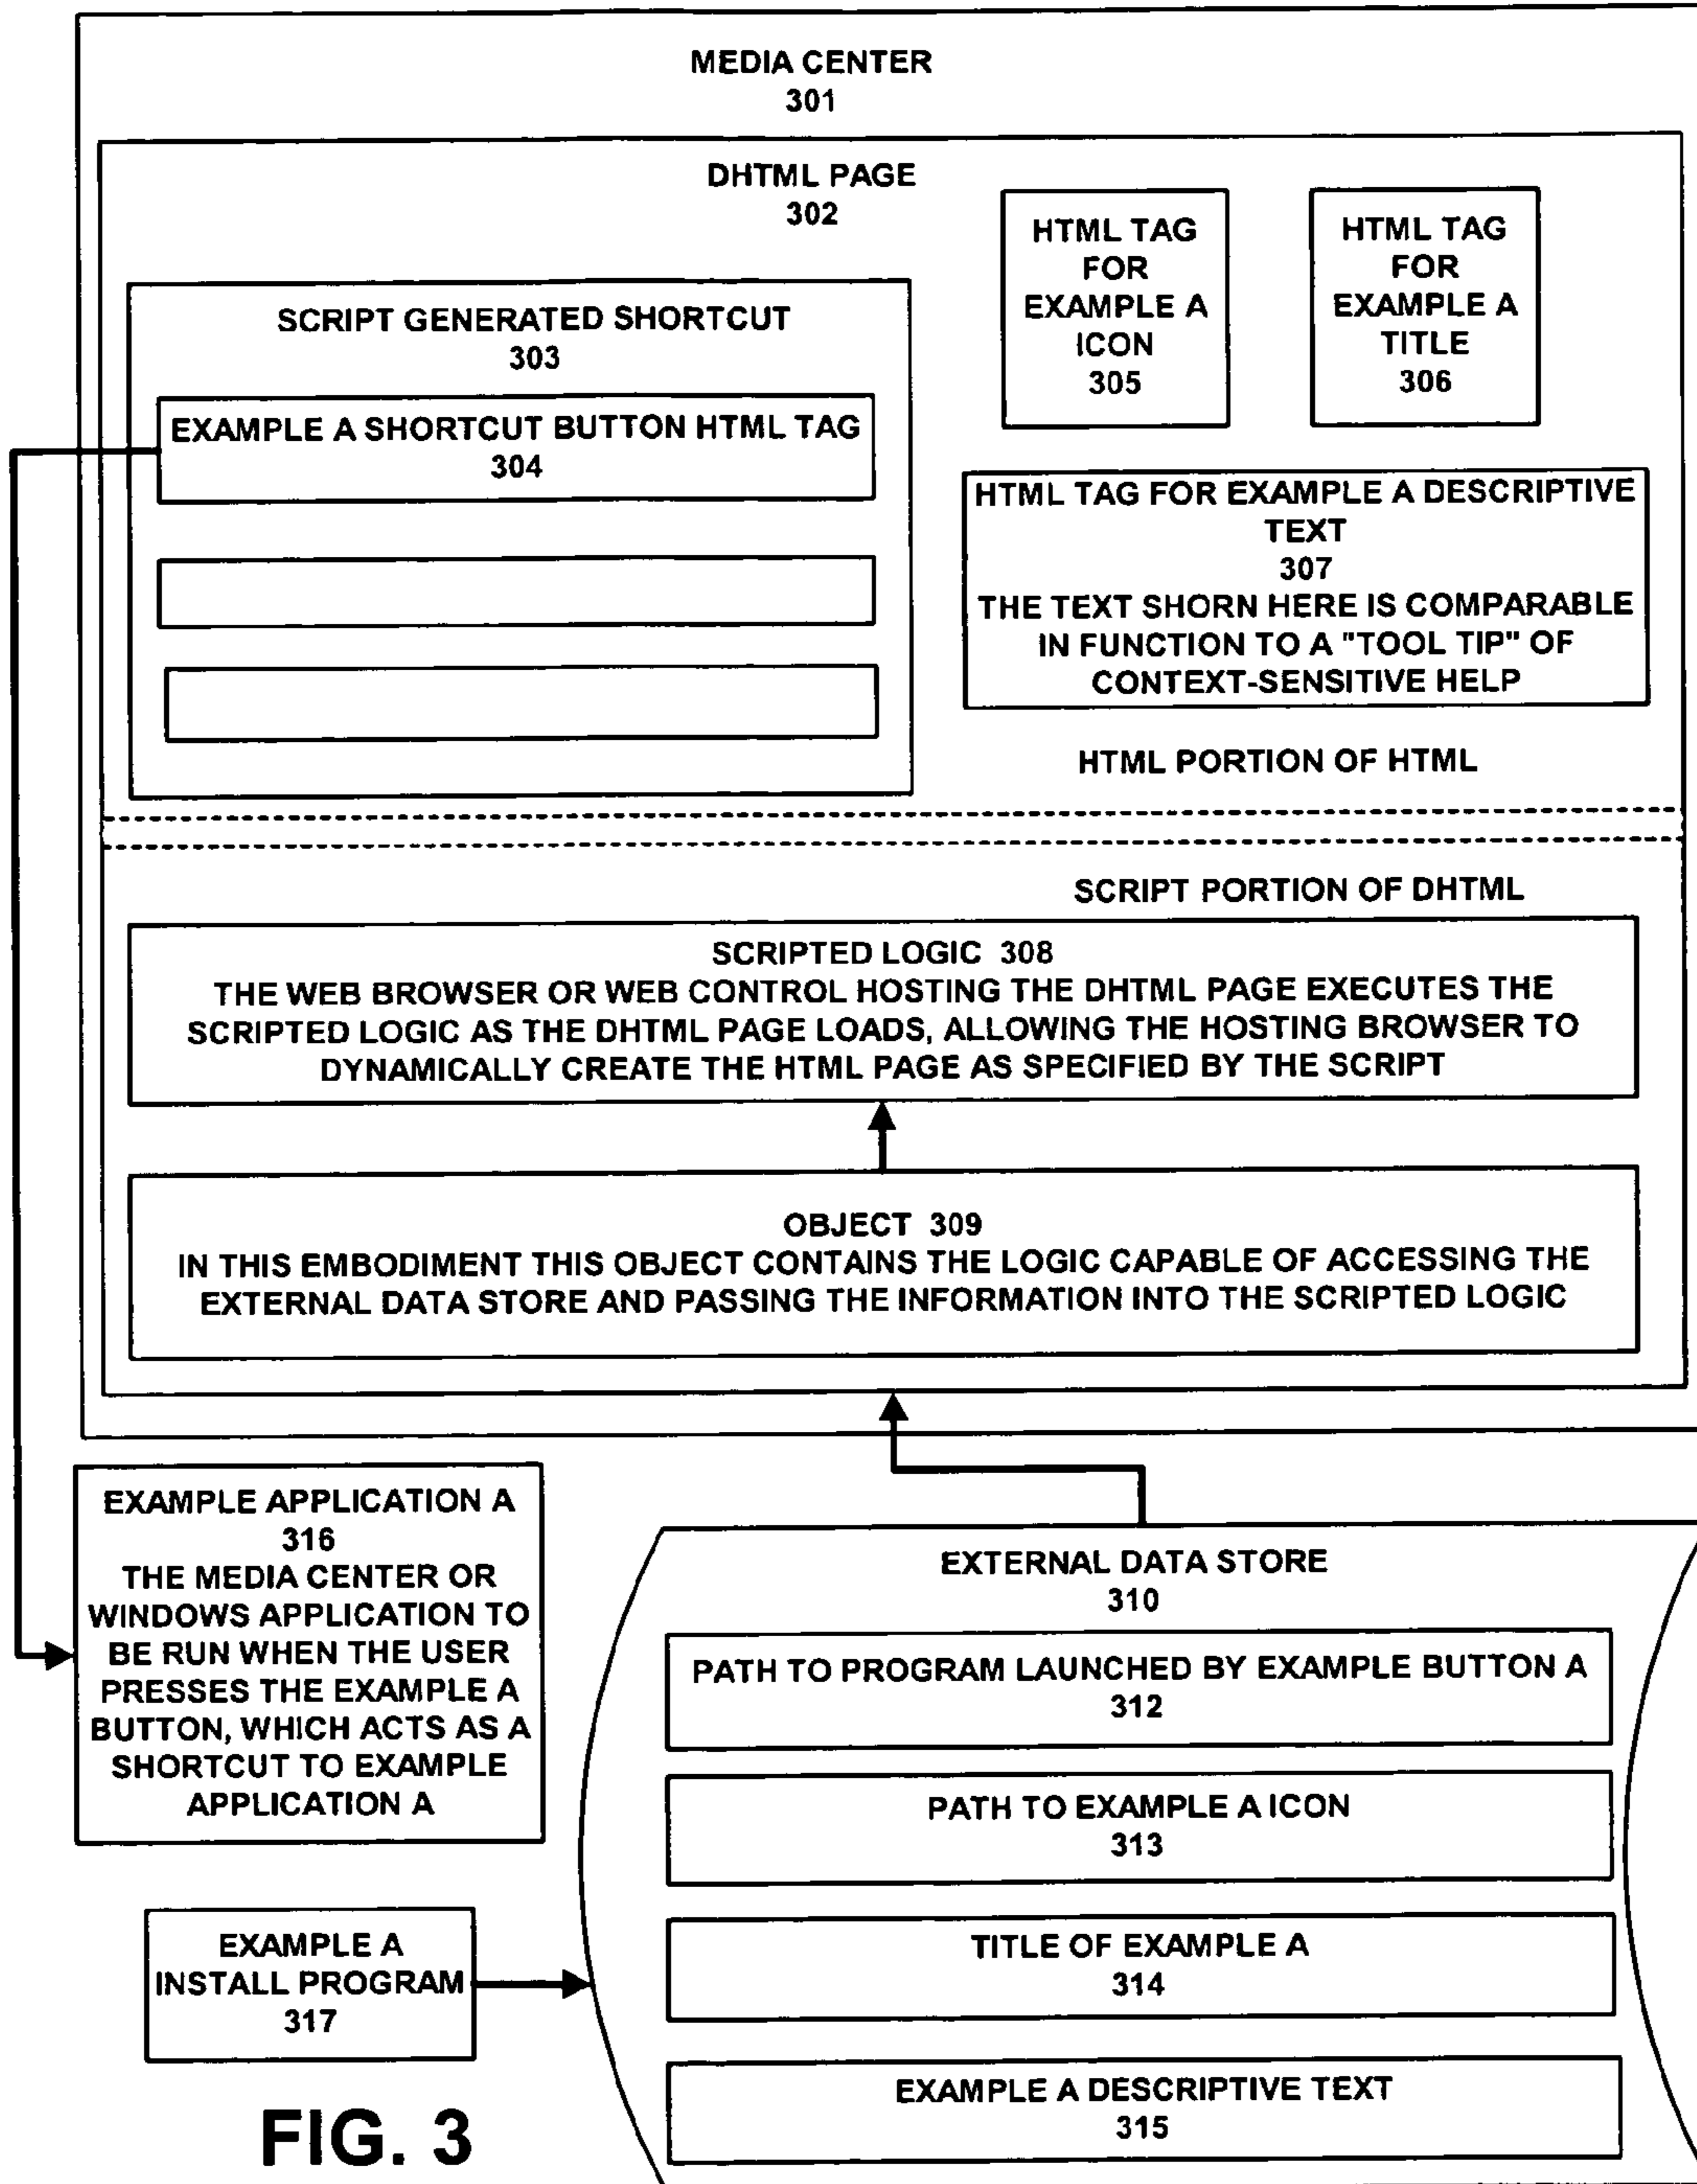 MEDIA CENTER
301
DHTML PAGE
302
HTML TAG
FOR
EXAMPLE A
ICON
305
HTML TAG
FOR
EXAMPLE A
TITLE
306
SCRIPT GENERATED SHORTCUT
303
EXAMPLE A SHORTCUT BUTTON HTML TAG
304
HTML TAG FOR EXAMPLE A DESCRIPTIVE
TEXT
307
THE TEXT SHORN HERE IS COMPARABLE
IN FUNCTION TO A "TOOL TIP" OF
CONTEXT-SENSITIVE HELP
HTML PORTION OF HTML
SCRIPT PORTION OF DHTML
SCRIPTED LOGIC 308
THE WEB BROWSER OR WEB CONTROL HOSTING THE DHTML PAGE EXECUTES THE
SCRIPTED LOGIC AS THE DHTML PAGE LOADS, ALLOWING THE HOSTING BROWSER TO
DYNAMICALLY CREATE THE HTML PAGE AS SPECIFIED BY THE SCRIPT
OBJECT 309
IN THIS EMBODIMENT THIS OBJECT CONTAINS THE LOGIC CAPABLE OF ACCESSING THE
EXTERNAL DATA STORE AND PASSING THE INFORMATION INTO THE SCRIPTED LOGIC
EXAMPLE APPLICATION A
316
THE MEDIA CENTER OR
WINDOWS APPLICATION TO
BE RUN WHEN THE USER
PRESSES THE EXAMPLE A
BUTTON, WHICH ACTS AS A
SHORTCUT TO EXAMPLE
APPLICATION A
EXTERNAL DATA STORE
310
PATH TO PROGRAM LAUNCHED BY EXAMPLE BUTTON A
312
PATH TO EXAMPLE A ICON
313
TITLE OF EXAMPLE A
314
EXAMPLE A DESCRIPTIVE TEXT
315
EXAMPLE A
INSTALL PROGRAM
317
FIG. 3